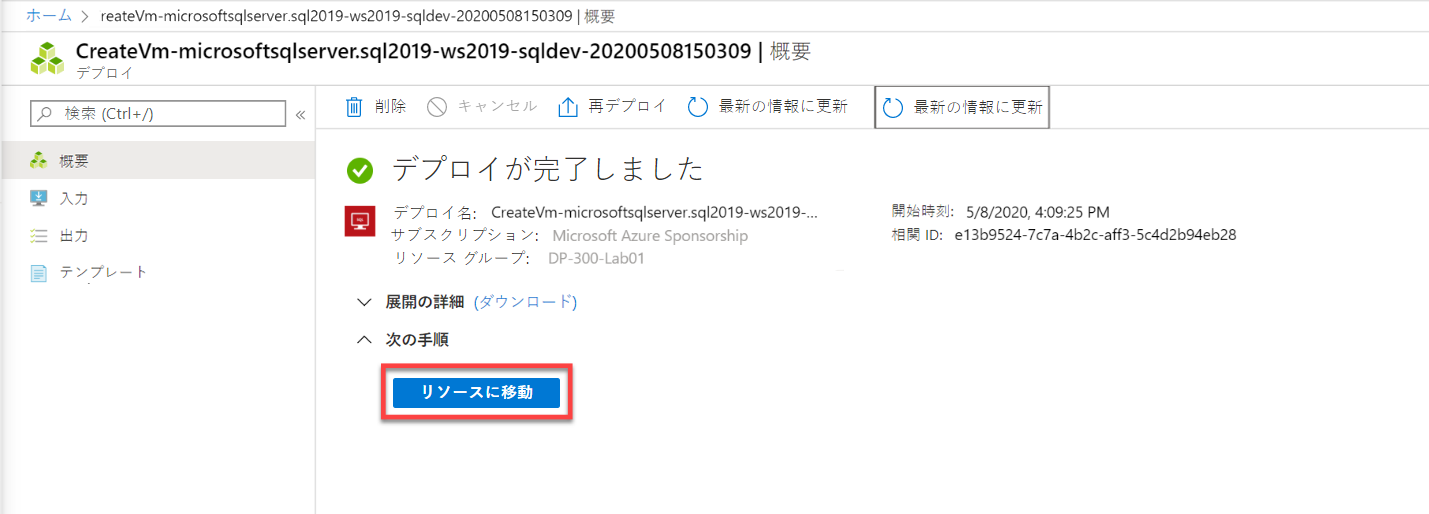 ホーム > reateVm-microsoftsqlserver.sql2019-ws2019-sqldev-20200508150309 | 概要
CreateVm-microsoftsqlserver.sql2019-ws2019-sqldev-20200508150309 | 概要
デプロイ
検索 (Ctrl+/) «
概要
入力
出力
テンプレート
削除 キャンセル 再デプロイ 最新の情報に更新 最新の情報に更新
デプロイが完了しました
デプロイ名: CreateVm-microsoftsqlserver.sql2019-ws2019-...
サブスクリプション: Microsoft Azure Sponsorship
リソース グループ: DP-300-Lab01
開始時刻: 5/8/2020, 4:09:25 PM
相関 ID: e13b9524-7c7a-4b2c-aff3-5c4d2b94eb28
展開の詳細 (ダウンロード)
次の手順
リソースに移動